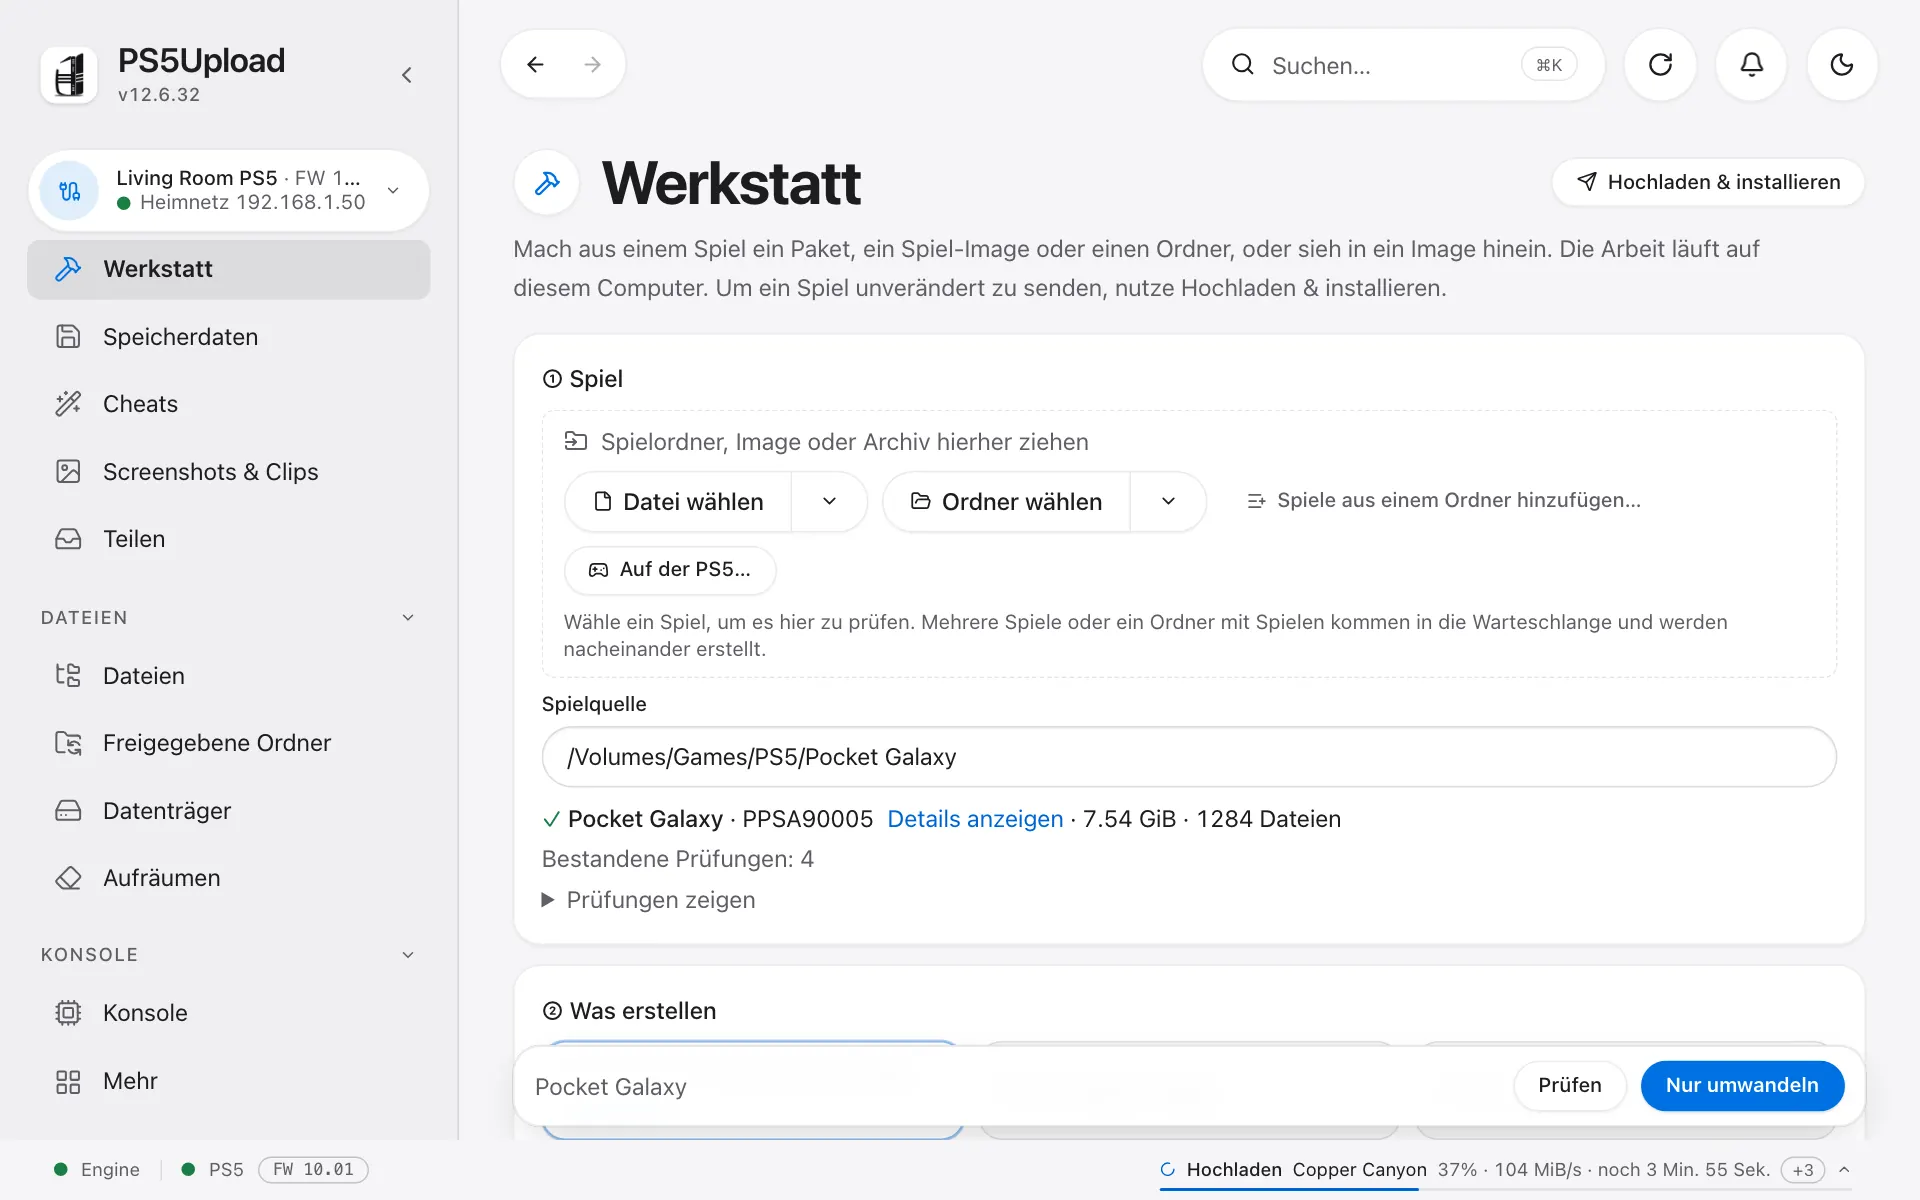 PS5Upload
v12.6.32
Living Room PS5 · FW 1...
Heimnetz 192.168.1.50
Werkstatt
Speicherdaten
Cheats
Screenshots & Clips
Teilen
DATEIEN
Dateien
Freigegebene Ordner
Datenträger
Aufräumen
KONSOLE
Konsole
Mehr
Suchen...
⌘K
Werkstatt
Hochladen & installieren
Mach aus einem Spiel ein Paket, ein Spiel-Image oder einen Ordner, oder sieh in ein Image hinein. Die Arbeit läuft auf
diesem Computer. Um ein Spiel unverändert zu senden, nutze Hochladen & installieren.
① Spiel
Spielordner, Image oder Archiv hierher ziehen
Datei wählen
Ordner wählen
Spiele aus einem Ordner hinzufügen...
Auf der PS5...
Wähle ein Spiel, um es hier zu prüfen. Mehrere Spiele oder ein Ordner mit Spielen kommen in die Warteschlange und werden
nacheinander erstellt.
Spielquelle
/Volumes/Games/PS5/Pocket Galaxy
Pocket Galaxy · PPSA90005 Details anzeigen · 7.54 GiB · 1284 Dateien
Bestandene Prüfungen: 4
Prüfungen zeigen
② Was erstellen
Pocket Galaxy
Prüfen
Nur umwandeln
Engine
PS5
FW 10.01
Hochladen Copper Canyon 37% · 104 MiB/s · noch 3 Min. 55 Sek. +3